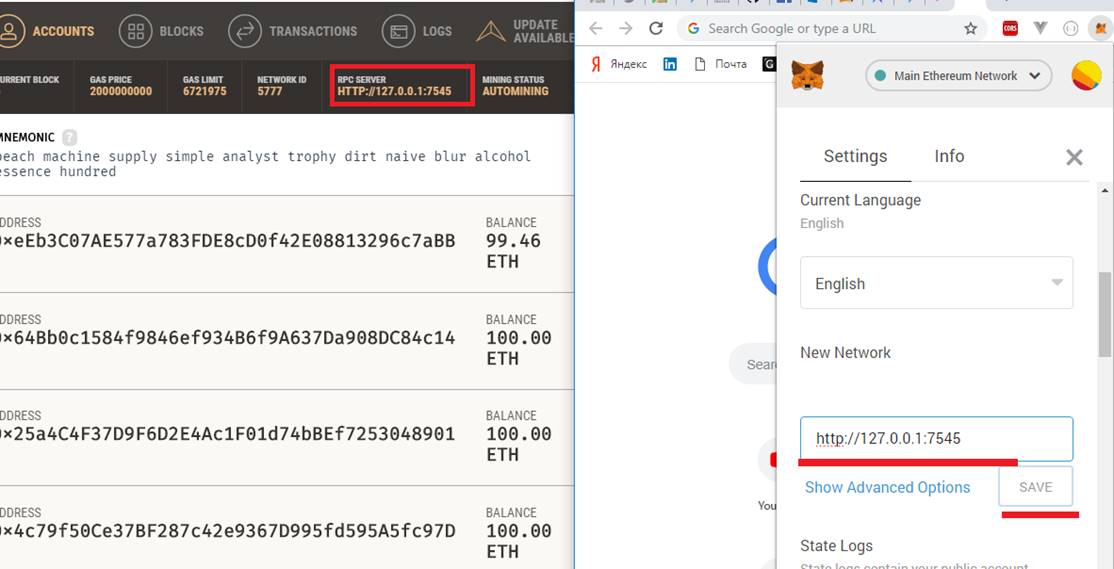 ACCOUNTS
BLOCKS
TRANSACTIONS
LOGS
UPDATE
AVAILABLE
URRENT BLOCK
GAS PRICE
2000000000
GAS LIMIT
6721975
NETWORK ID
5777
RPC SERVER
HTTP://127.0.0.1:7545
MINING STATUS
AUTOMINING
MNEMONIC ?
peach machine supply simple analyst trophy dirt naive blur alcohol
essence hundred
DDRESS
BALANCE
0×eEb3C07AE577a783FDE8cD0f42E08813296c7aBB
99.46
ETH
DDRESS
BALANCE
0×64Bb0c1584f9846ef934B6f9A637Da908DC84c14
100.00
ETH
DDRESS
BALANCE
0×25a4C4F37D9F6D2E4Ac1F01d74bBEf7253048901
100.00
ETH
DDRESS
BALANCE
0×4c79f50Ce37BF287c42e9367D995fd595A5fc97D
100.00
ETH
Search Google or type a URL
CORS
Яндекс
Почта
Main Ethereum Network
Settings
Info
Current Language
English
English
New Network
http://127.0.0.1:7545
Show Advanced Options
SAVE
State Logs
State logs contain your public account
Sear
You